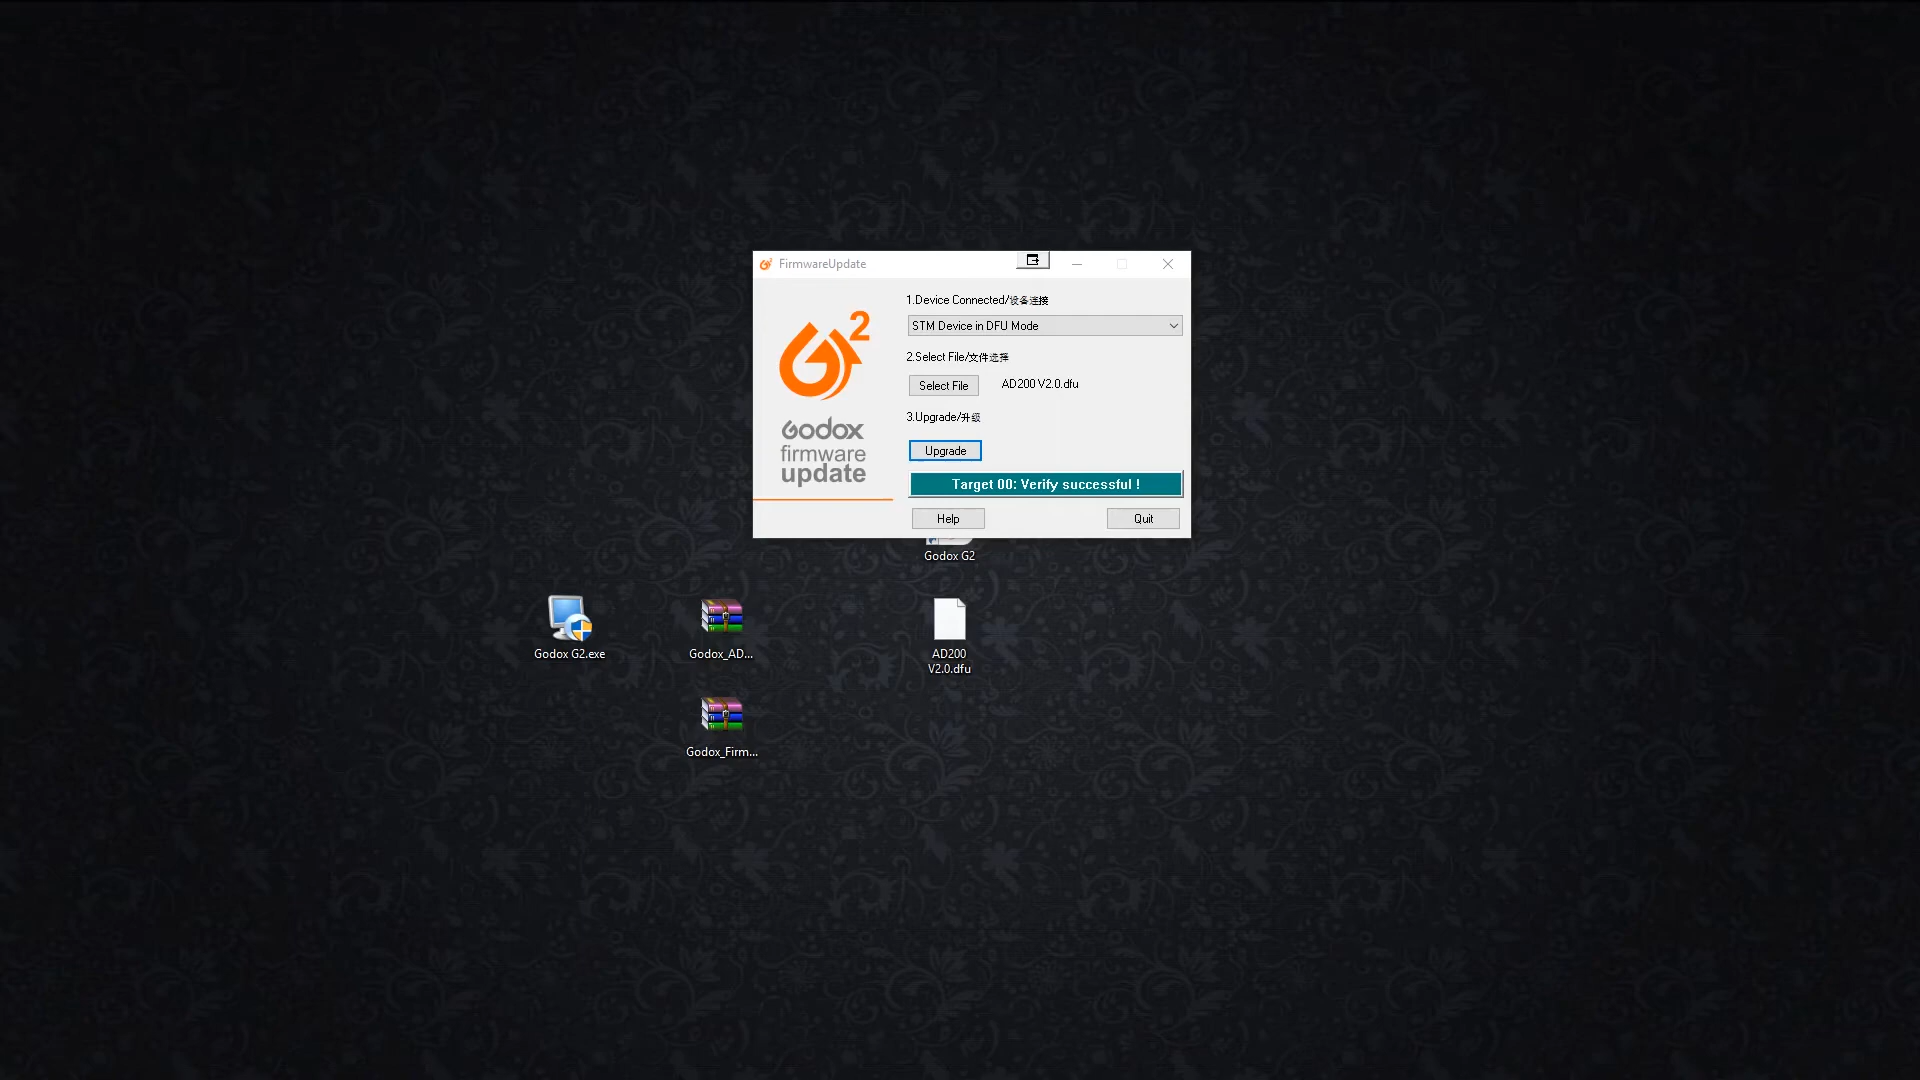 FirmwareUpdate
1.Device Connected/设备连接
STM Device in DFU Mode
2.Select File/文件选择
Select File
AD200 V2.0.dfu
3.Upgrade/升级
Upgrade
Target 00: Verify successful !
Help
Quit
2
Godox
firmware
update
Godox G2
Godox G2.exe
Godox_AD...
AD200
V2.0.dfu
Godox_Firm...